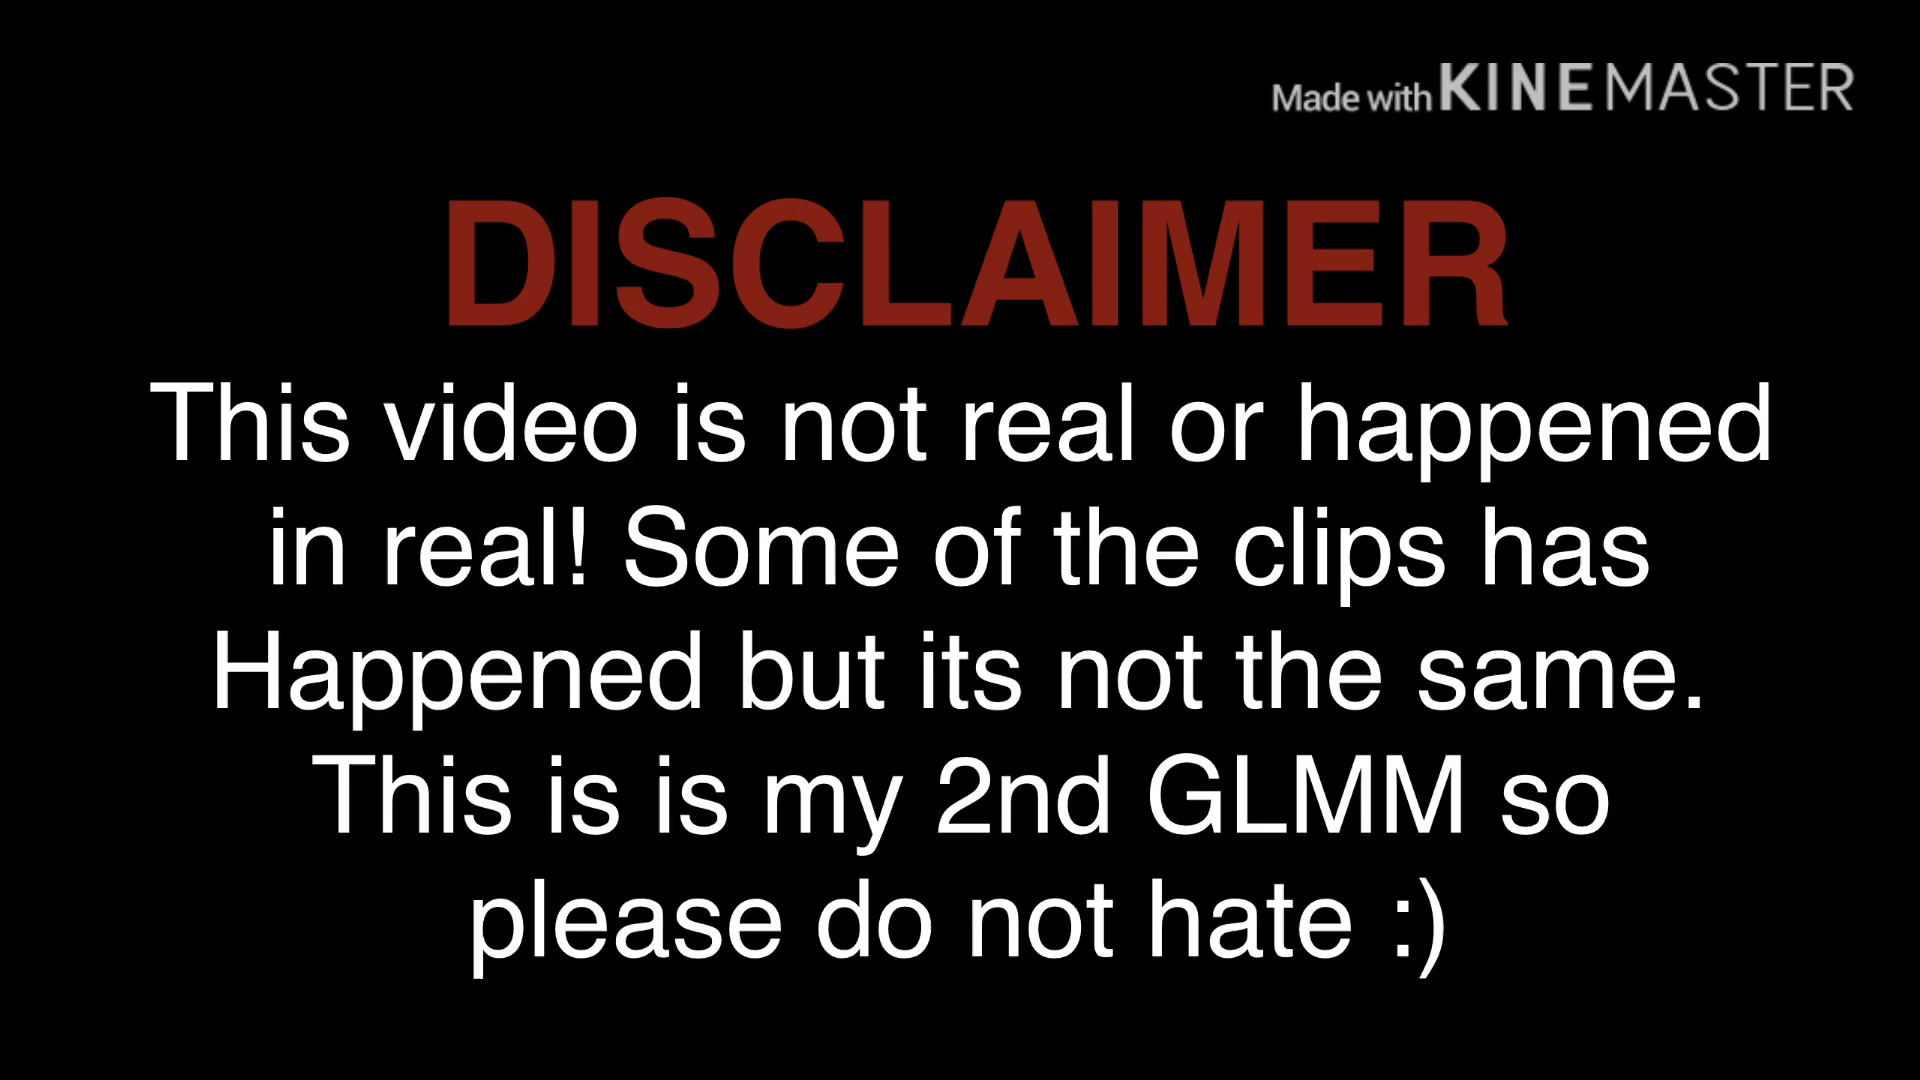 Made with KINEMASTER
DISCLAIMER
This video is not real or happened
in real! Some of the clips has
Happened but its not the same.
This is my 2nd GLMM so
please do not hate :)